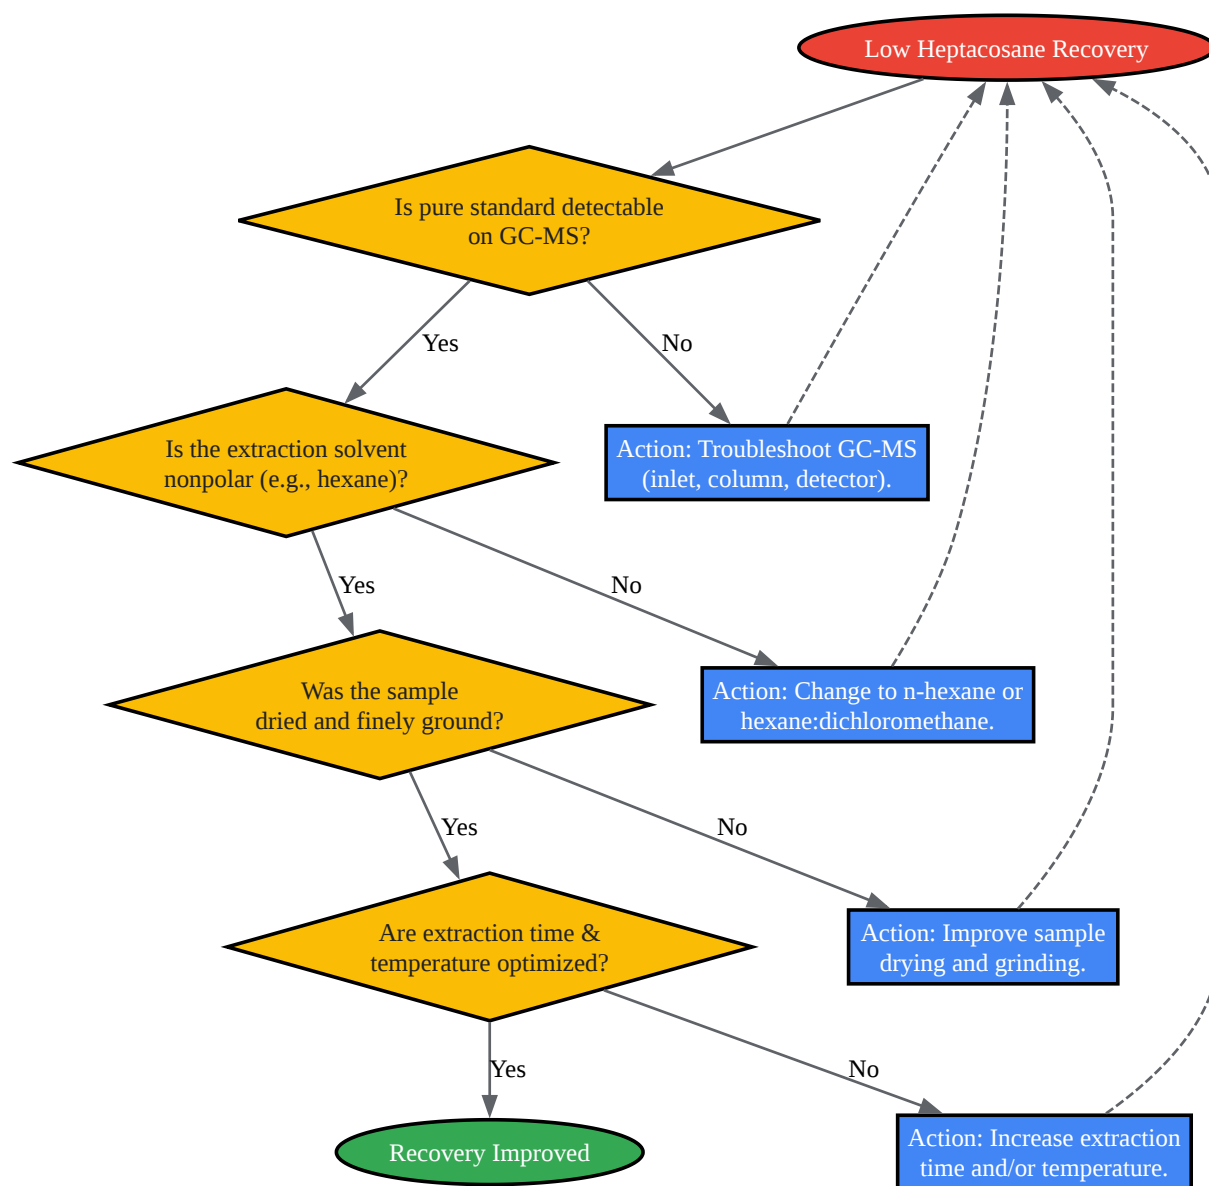 Low Heptacosane Recovery
Is pure standard detectable
on GC-MS?
Yes
No
Is the extraction solvent
nonpolar (e.g., hexane)?
Action: Troubleshoot GC-MS
(inlet, column, detector).
Yes
No
Was the sample
dried and finely ground?
Action: Change to n-hexane or
hexane:dichloromethane.
Yes
No
Are extraction time &
temperature optimized?
Action: Improve sample
drying and grinding.
Yes
No
Recovery Improved
Action: Increase extraction
time and/or temperature.